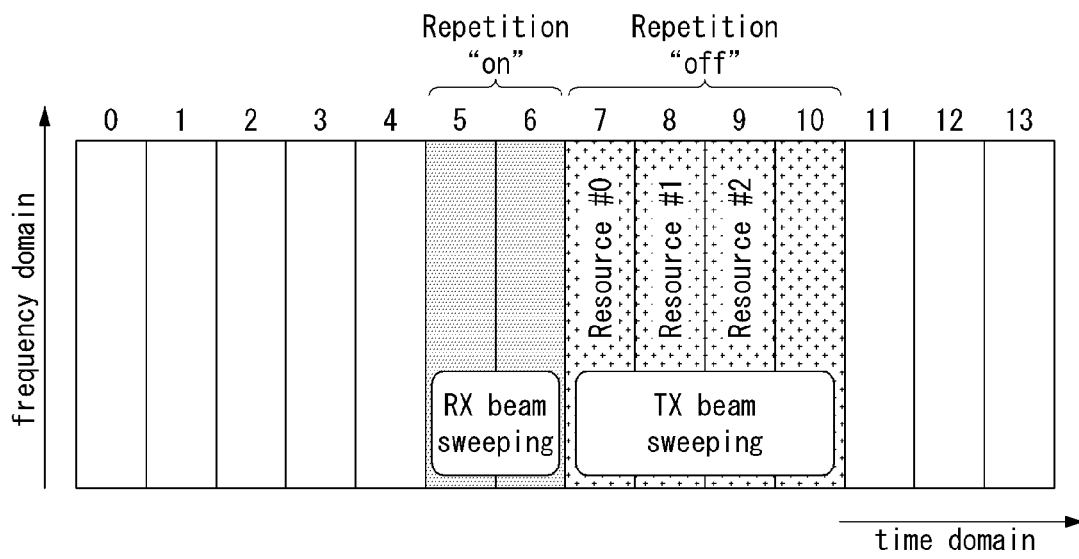 Repetition
“on”
Repetition
“off”
0 1 2 3 4 5 6 7 8 9 10 11 12 13
frequency domain
Resource #0
Resource #1
Resource #2
RX beam
sweeping
TX beam
sweeping
time domain